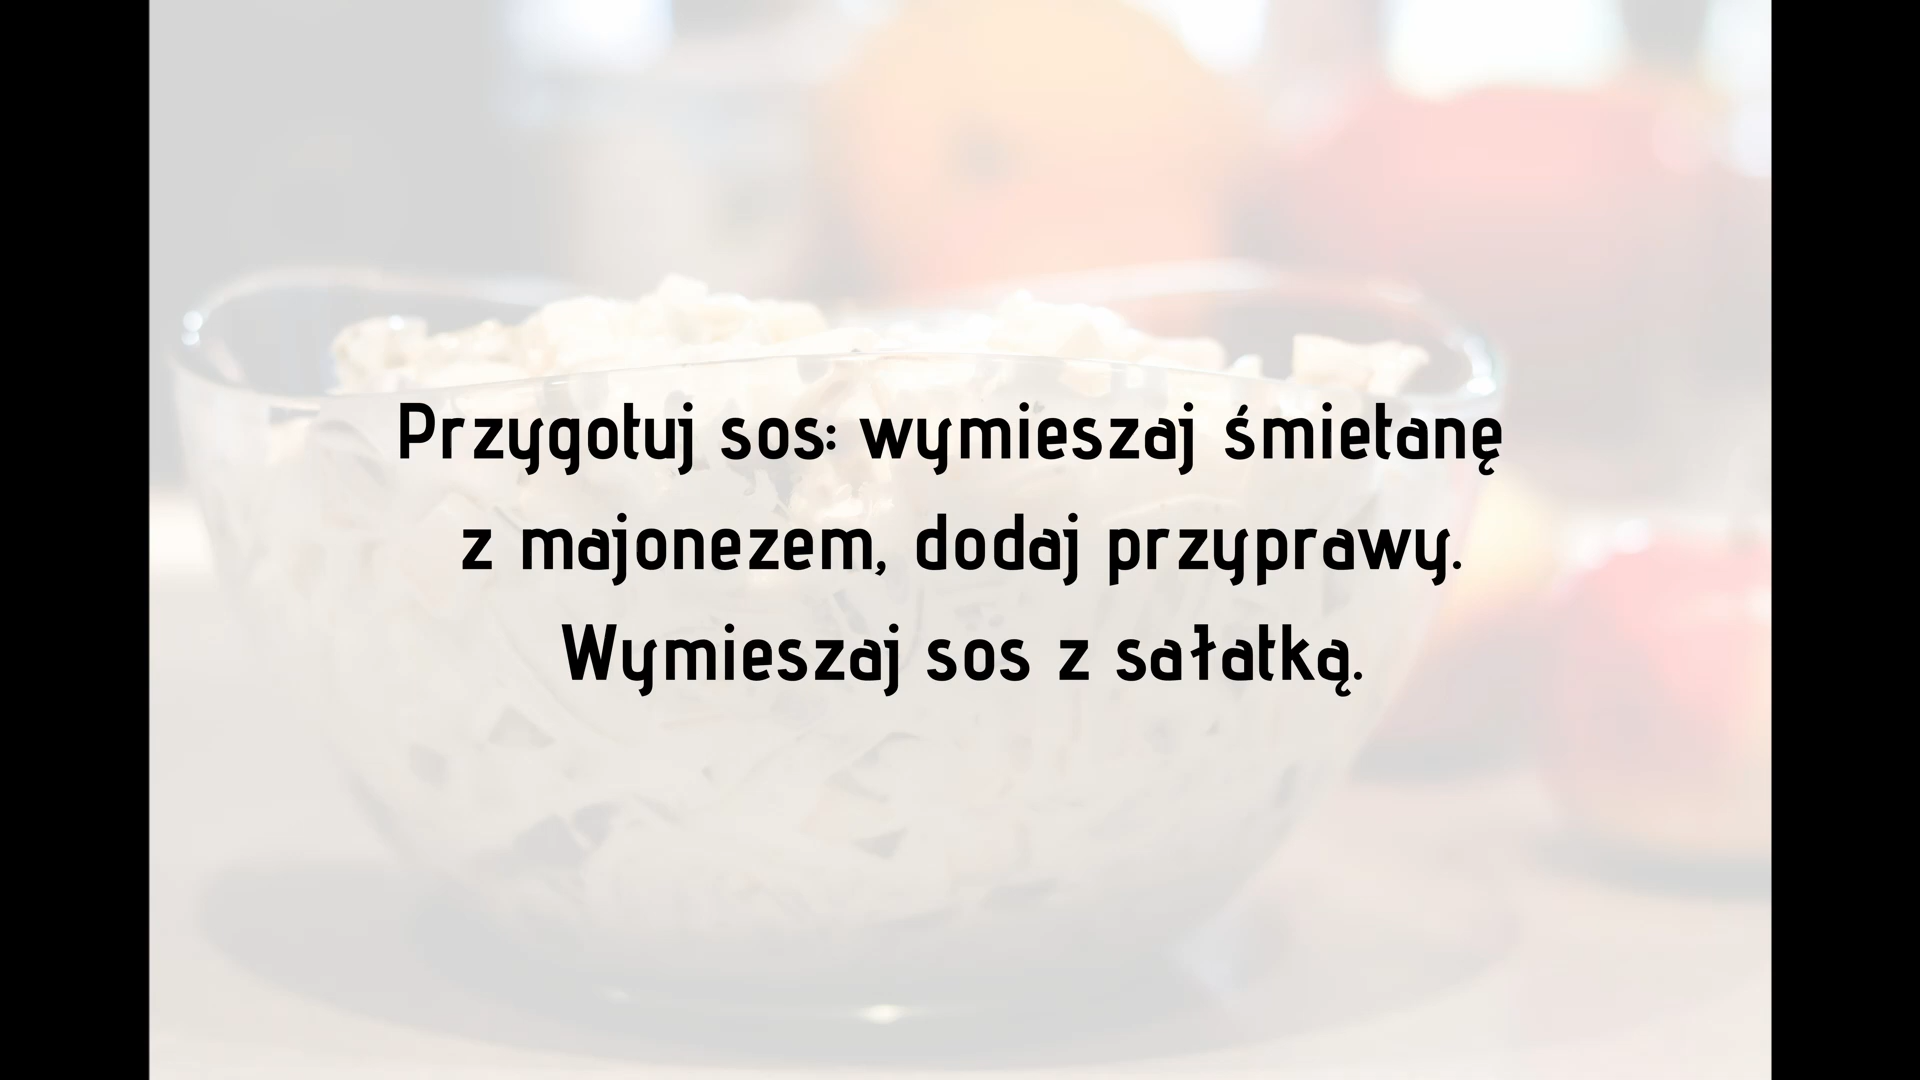 Przygotuj sos: wymieszaj śmietanę
z majonezem, dodaj przyprawy.
Wymieszaj sos z sałatką.